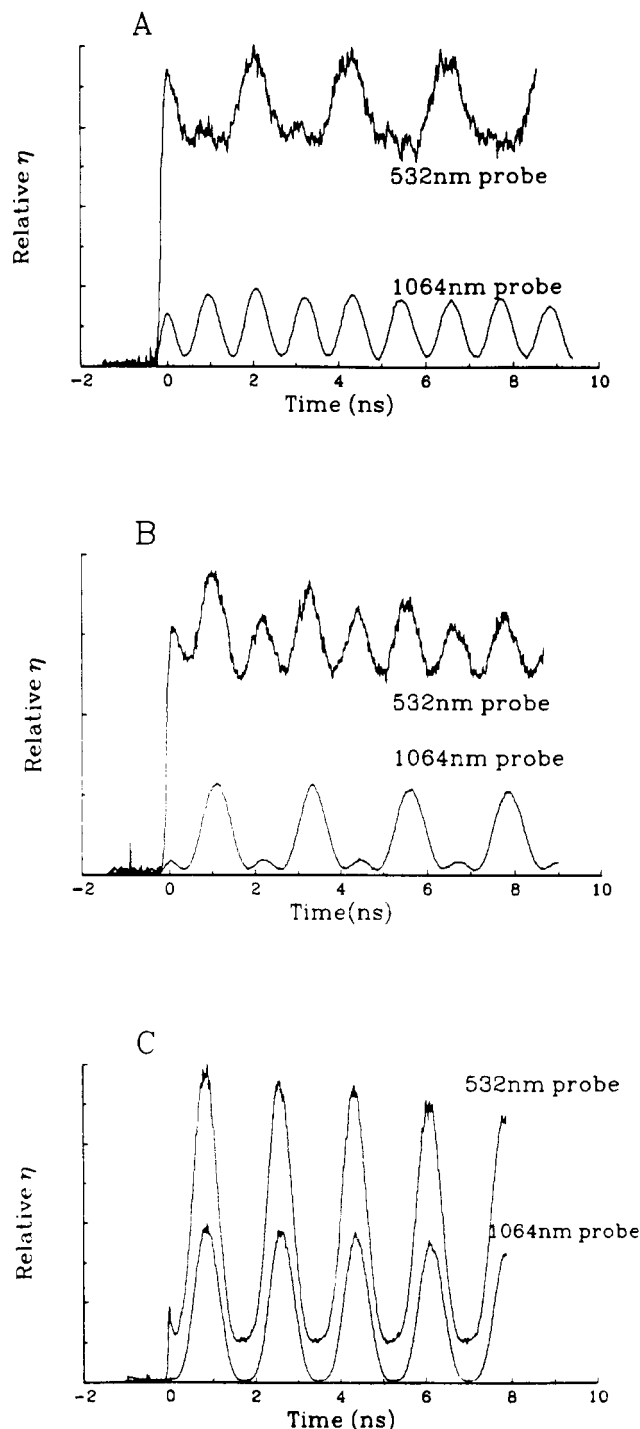 A
Relative η
532nm probe
1064nm probe
-2 0 2 4 6 8 10
Time (ns)
B
Relative η
532nm probe
1064nm probe
-2 0 2 4 6 8 10
Time(ns)
C
Relative η
532nm probe
1064nm probe
-2 0 2 4 6 8 10
Time (ns)